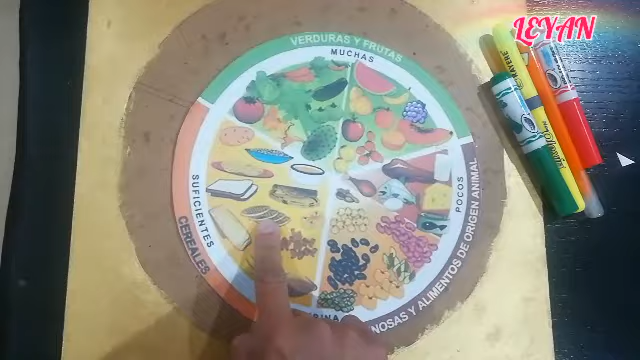 LEYAN
VERDURAS Y FRUTAS
MUCHAS
SUFICIENTES
CEREALES
POCOS
NOSAS Y ALIMENTOS DE ORIGEN ANIMAL